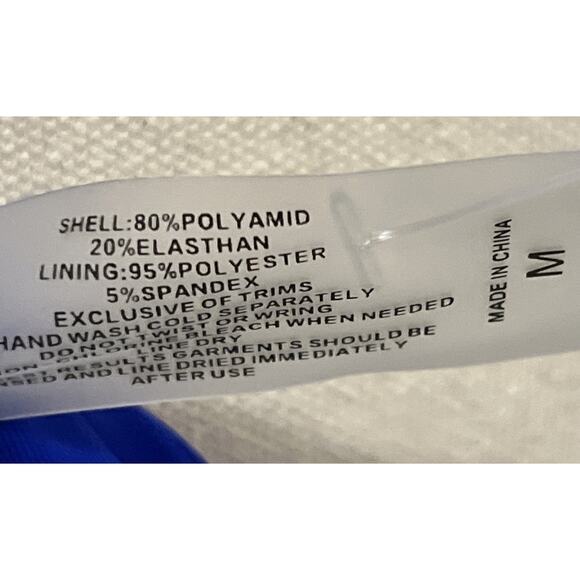 SHELL:80%POLYAMID
20%ELASTHAN
LINING:95%POLYESTER
5%SPANDEX
EXCLUSIVE OF TRIMS
HAND WASH COLD SEPARATELY
DO NOT TWIST OR WRING
BLEACH WHEN NEEDED
LINE DRY
RESULTS GARMENTS SHOULD BE
AND LINE DRIED IMMEDIATELY
AFTER USE
MADE IN CHINA
M